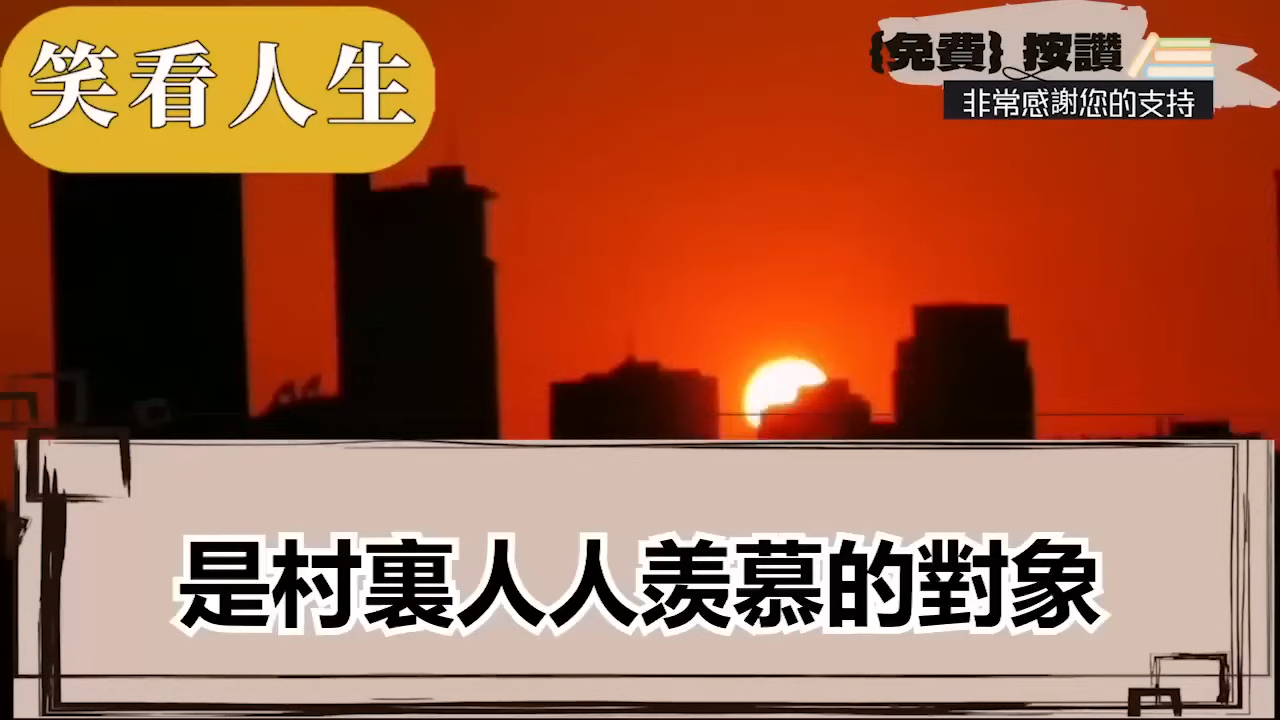 笑看人生
{免費} 按讚
非常感謝您的支持
是村裏人人羨慕的對象